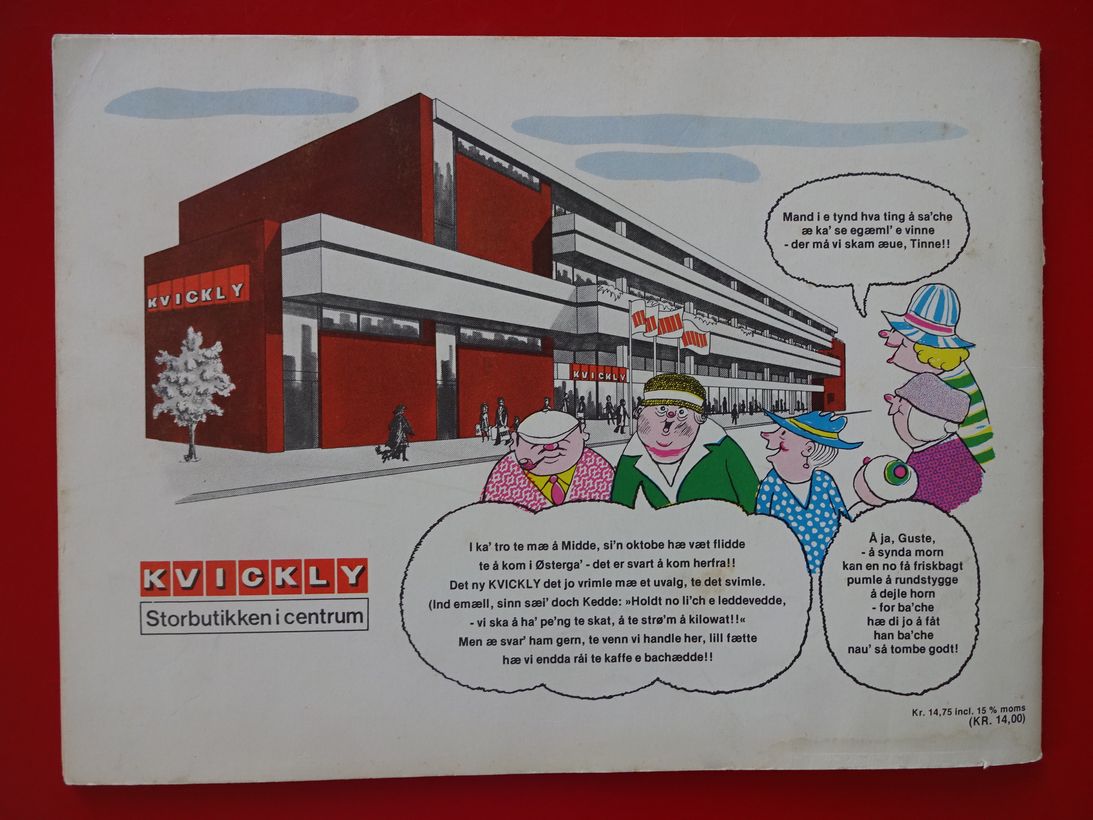 Mand i e tynd hva ting å sa'che
æ ka' se egæml' e vinne
- der må vi skam æue, Tinne!!
KVICKLY
KVICKLY
I ka' tro te mæ å Midde, si'n oktobe hæ væt flidde
te å kom i Østerga' - det er svart å kom herfra!!
Det ny KVICKLY det jo vrimle mæ et uvalg, te det svimle.
(Ind emæll, sinn sæi' doch Kedde: »Holdt no li'ch e leddevedde,
- vi ska å ha' pe'ng te skat, å te strø'm å kilowat!!«
Men æ svar' ham gern, te venn vi handle her, lill fætte
hæ vi endda råi te kaffe e bachædde!!
Å ja, Guste,
- å synda morn
kan en no få friskbagt
pumle å rundstygge
å dejle horn
- for ba'che
hæ di jo å fåt
han ba'che
nau' så tombe godt!
KVICKLY
Storbutikken i centrum
Kr. 14,75 incl. 15 % moms
(KR. 14,00)